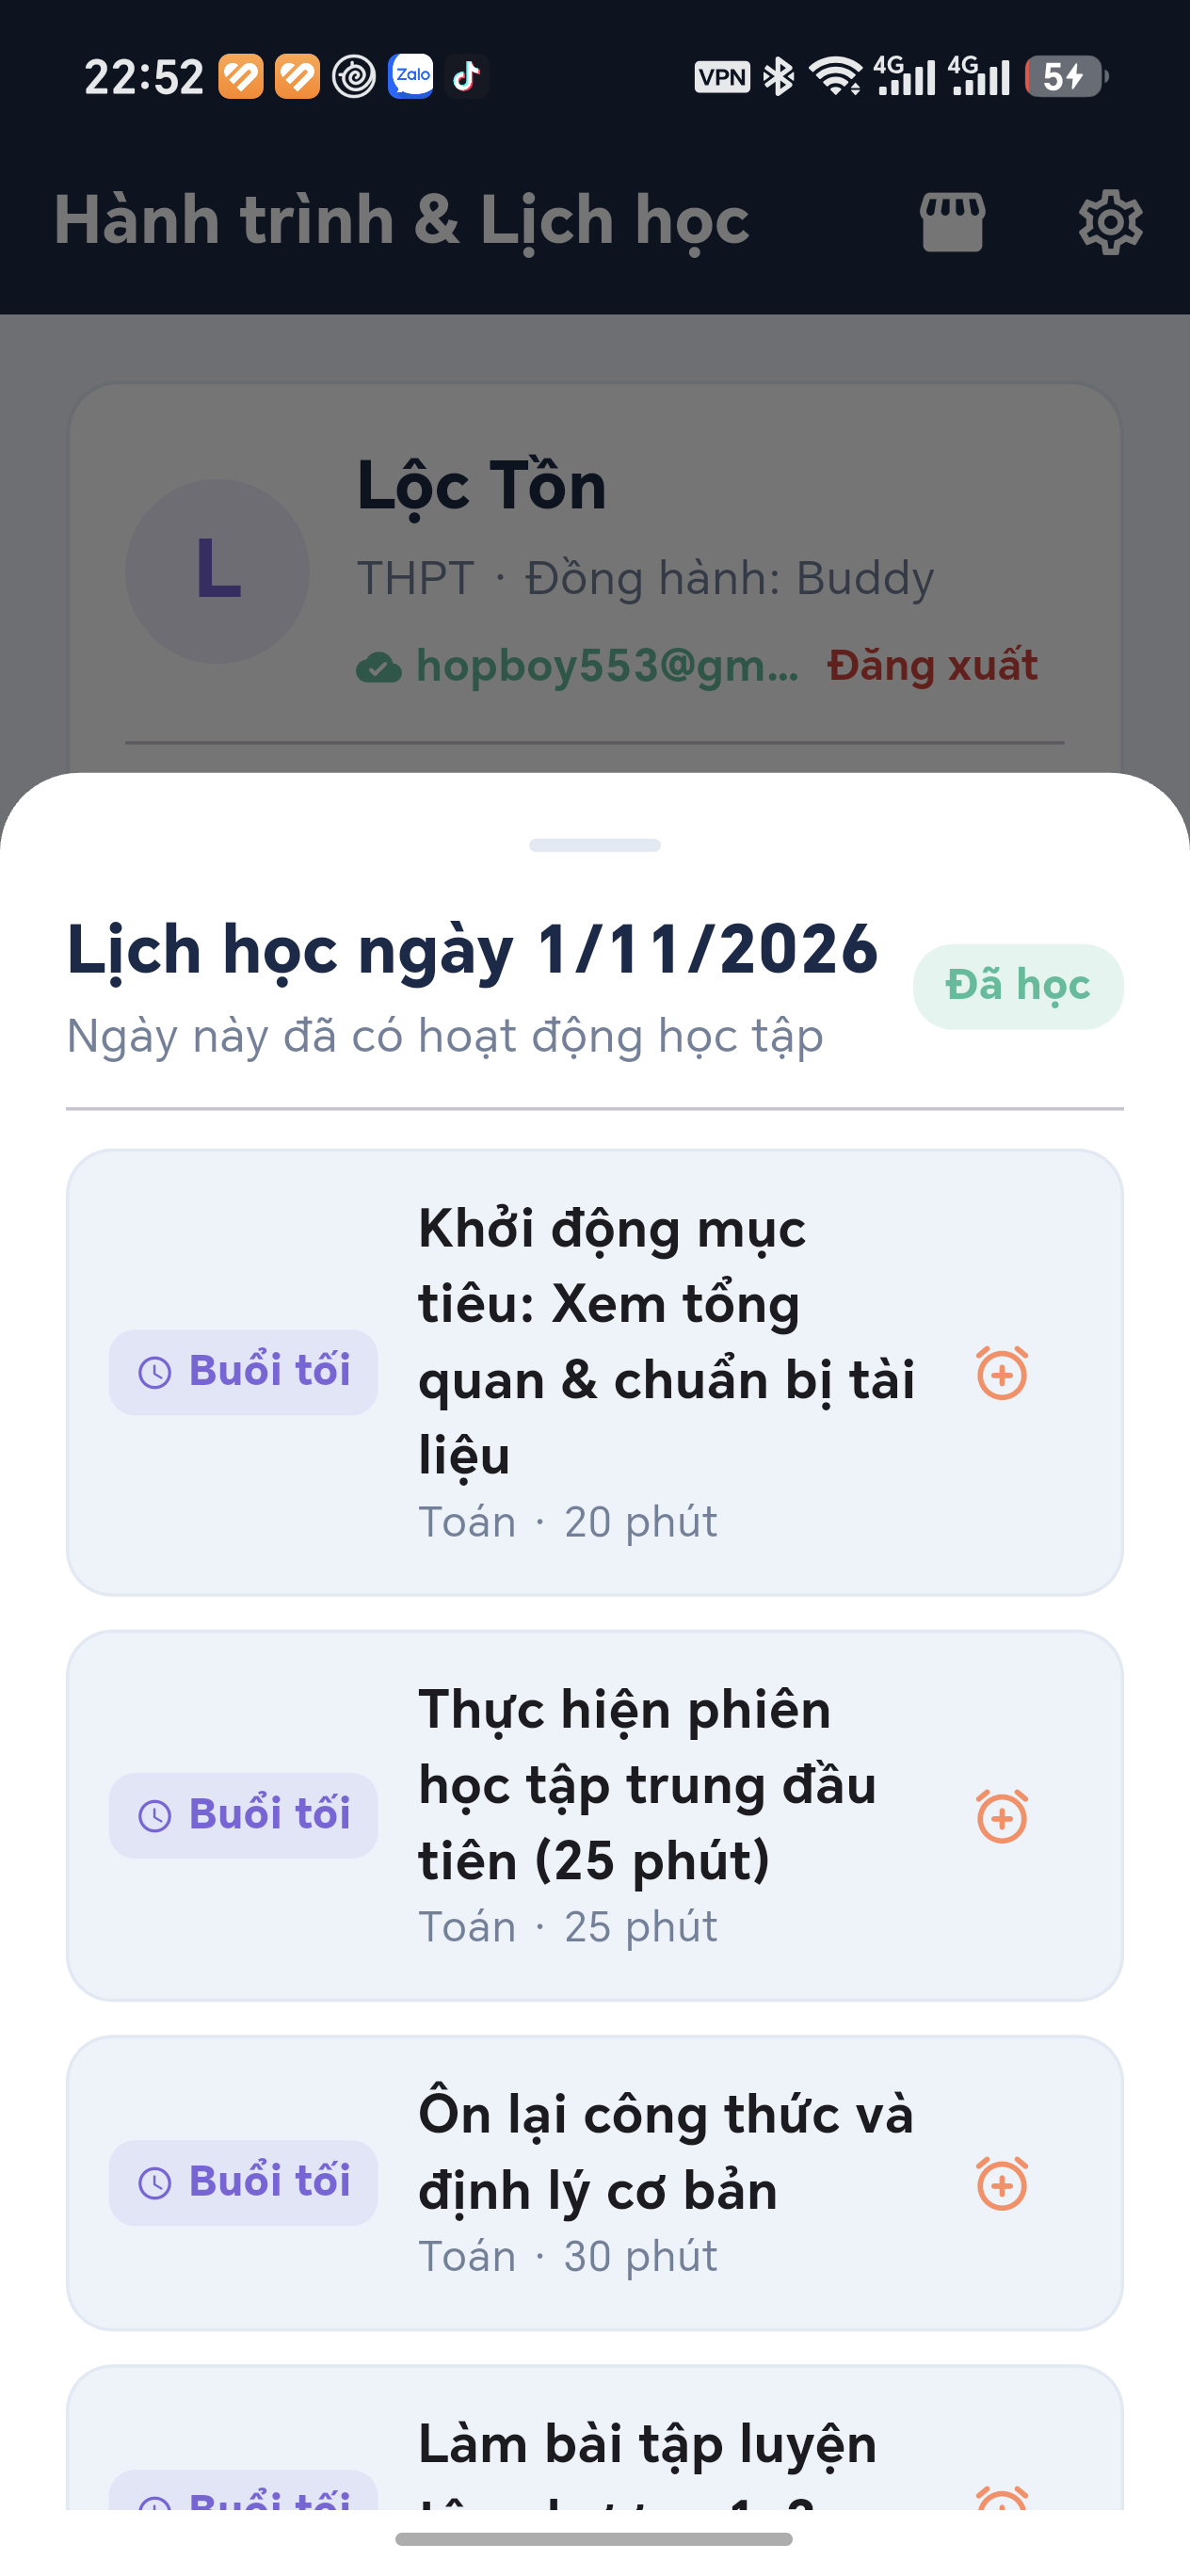 22:52
Zalo
VPN
4G
4G
5
Hành trình & Lịch học
L
Lộc Tồn
THPT · Đồng hành: Buddy
hopboy553@gm... Đăng xuất
Lịch học ngày 1/11/2026
Đã học
Ngày này đã có hoạt động học tập
Khởi động mục
tiêu: Xem tổng
quan & chuẩn bị tài
liệu
Buổi tối
Toán · 20 phút
Thực hiện phiên
học tập trung đầu
tiên (25 phút)
Buổi tối
Toán · 25 phút
Ôn lại công thức và
định lý cơ bản
Buổi tối
Toán · 30 phút
Làm bài tập luyện
Buổi tối